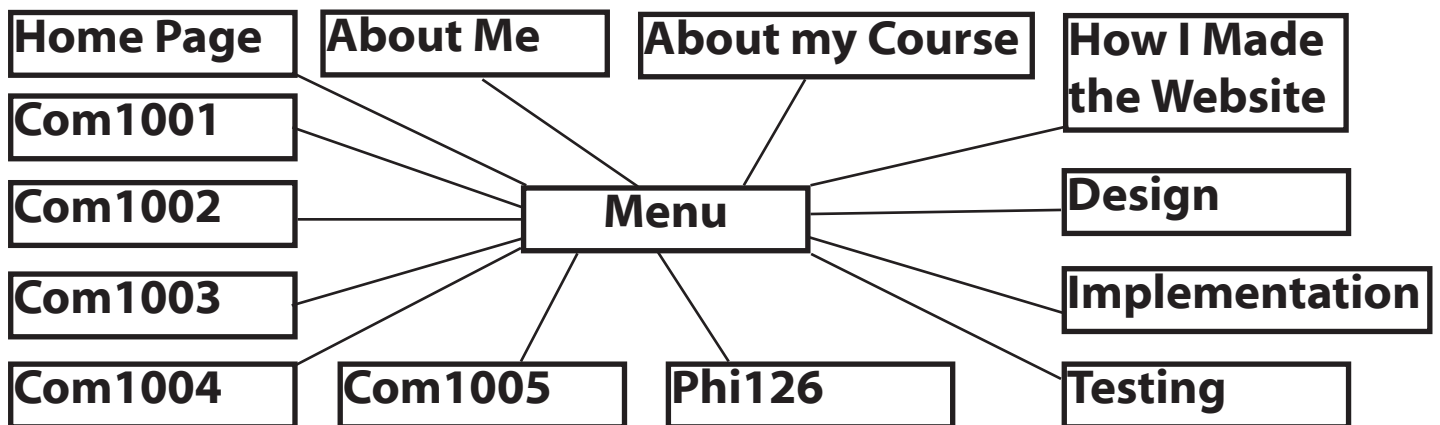 Home Page
About Me
About my Course
How I Made
the Website
Com1001
Com1002
Menu
Design
Com1003
Implementation
Com1004
Com1005
Phi126
Testing